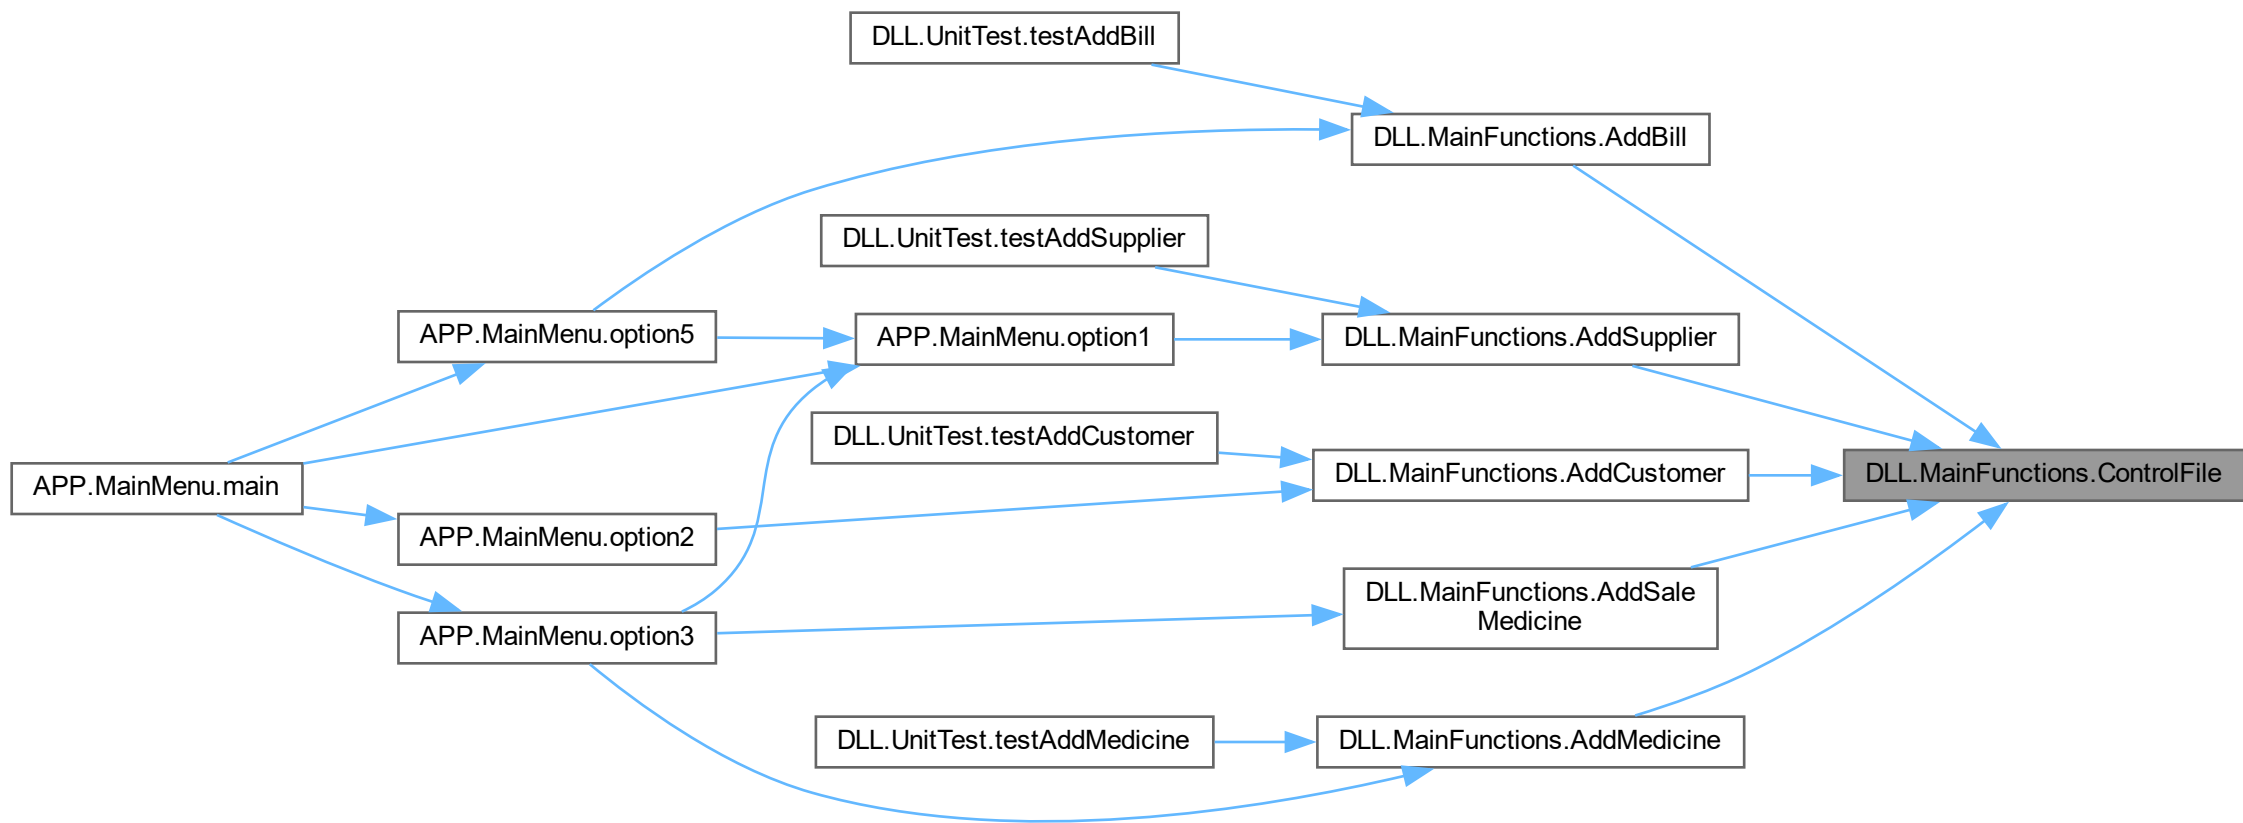 DLL.UnitTest.testAddBill
DLL.MainFunctions.AddBill
DLL.UnitTest.testAddSupplier
APP.MainMenu.option5
APP.MainMenu.option1
DLL.MainFunctions.AddSupplier
DLL.UnitTest.testAddCustomer
APP.MainMenu.main
DLL.MainFunctions.AddCustomer
DLL.MainFunctions.ControlFile
APP.MainMenu.option2
DLL.MainFunctions.AddSale
Medicine
APP.MainMenu.option3
DLL.UnitTest.testAddMedicine
DLL.MainFunctions.AddMedicine